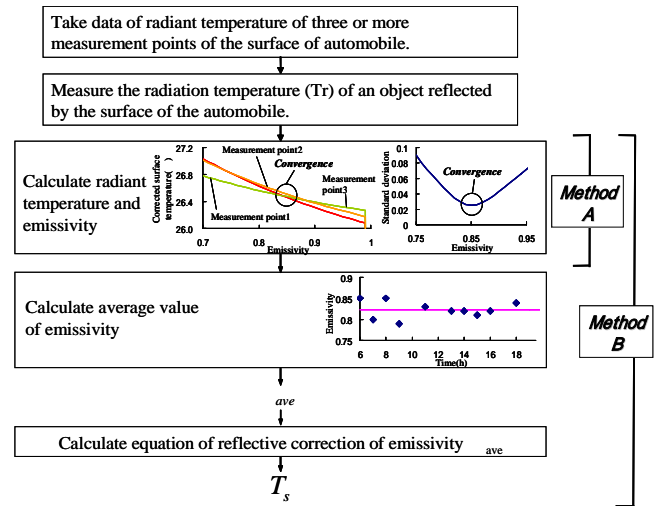 Take data of radiant temperature of three or more
measurement points of the surface of automobile.
Measure the radiation temperature (Tr) of an object reflected
by the surface of the automobile.
Calculate radiant
temperature and
emissivity
Corrected surface
temperature( )
27.2
26.8
26.4
26.0
Measurement point2
Convergence
Measurement
point3
Measurement point1
0.7
0.8
0.9
1
Emissivity
Standard deviation
0.1
0.08
0.06
0.04
0.02
0
Convergence
0.75
0.85
0.95
Emissivity
Method
A
Calculate average value
of emissivity
Emissivity
0.9
0.85
0.8
0.75
6 8 10 12 14 16 18
Time(h)
Method
B
ave
Calculate equation of reflective correction of emissivity ave
Ts